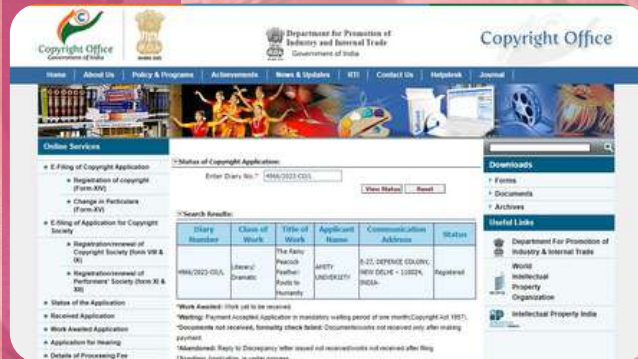 Copyright Office
Government of India
Department for Promotion of
Industry and Internal Trade
Government of India
Copyright Office
Home
About Us
Policy & Programs
Achievements
News & Updates
RTI
Contact Us
Helpdesk
Journal
Online Services
E-Filing of Copyright Application
Registration of copyright
(Form-XIV)
Change in Particulars
(Form-XV)
E-filing of Application for Copyright
Society
Registration/renewal of
Copyright Society (form VIII &
IX)
Registration/renewal of
Performers' Society (form XI &
XII)
Status of the Application
Received Application
Work Awaited Application
Application for Hearing
Details of Processing Fee
Status of Copyright Application:
Enter Diary No.*
View Status
Reset
Search Results:
Diary Number
Class of Work
Title of Work
Applicant Name
Communication Address
Status
Literary/
Dramatic
The Rainy
Peacock
Feather:
Route to
Humanity
AMITY
UNIVERSITY
E-27, DEFENCE COLONY,
NEW DELHI - 110024,
INDIA-
Registered
*Work Awaited: Work yet to be received
*Waiting: Payment Accepted,Application in mandatory waiting period of one month(Copyright Act 1957).
*Documents not received, formality check failed: Documents/works not received only after making
payment.
*Abandoned: Reply to Discrepancy letter issued not received/works not received after filing
Downloads
Forms
Documents
Archives
Useful Links
Department For Promotion of
Industry & Internal Trade
World
Intellectual
Property
Organization
Intellectual Property India